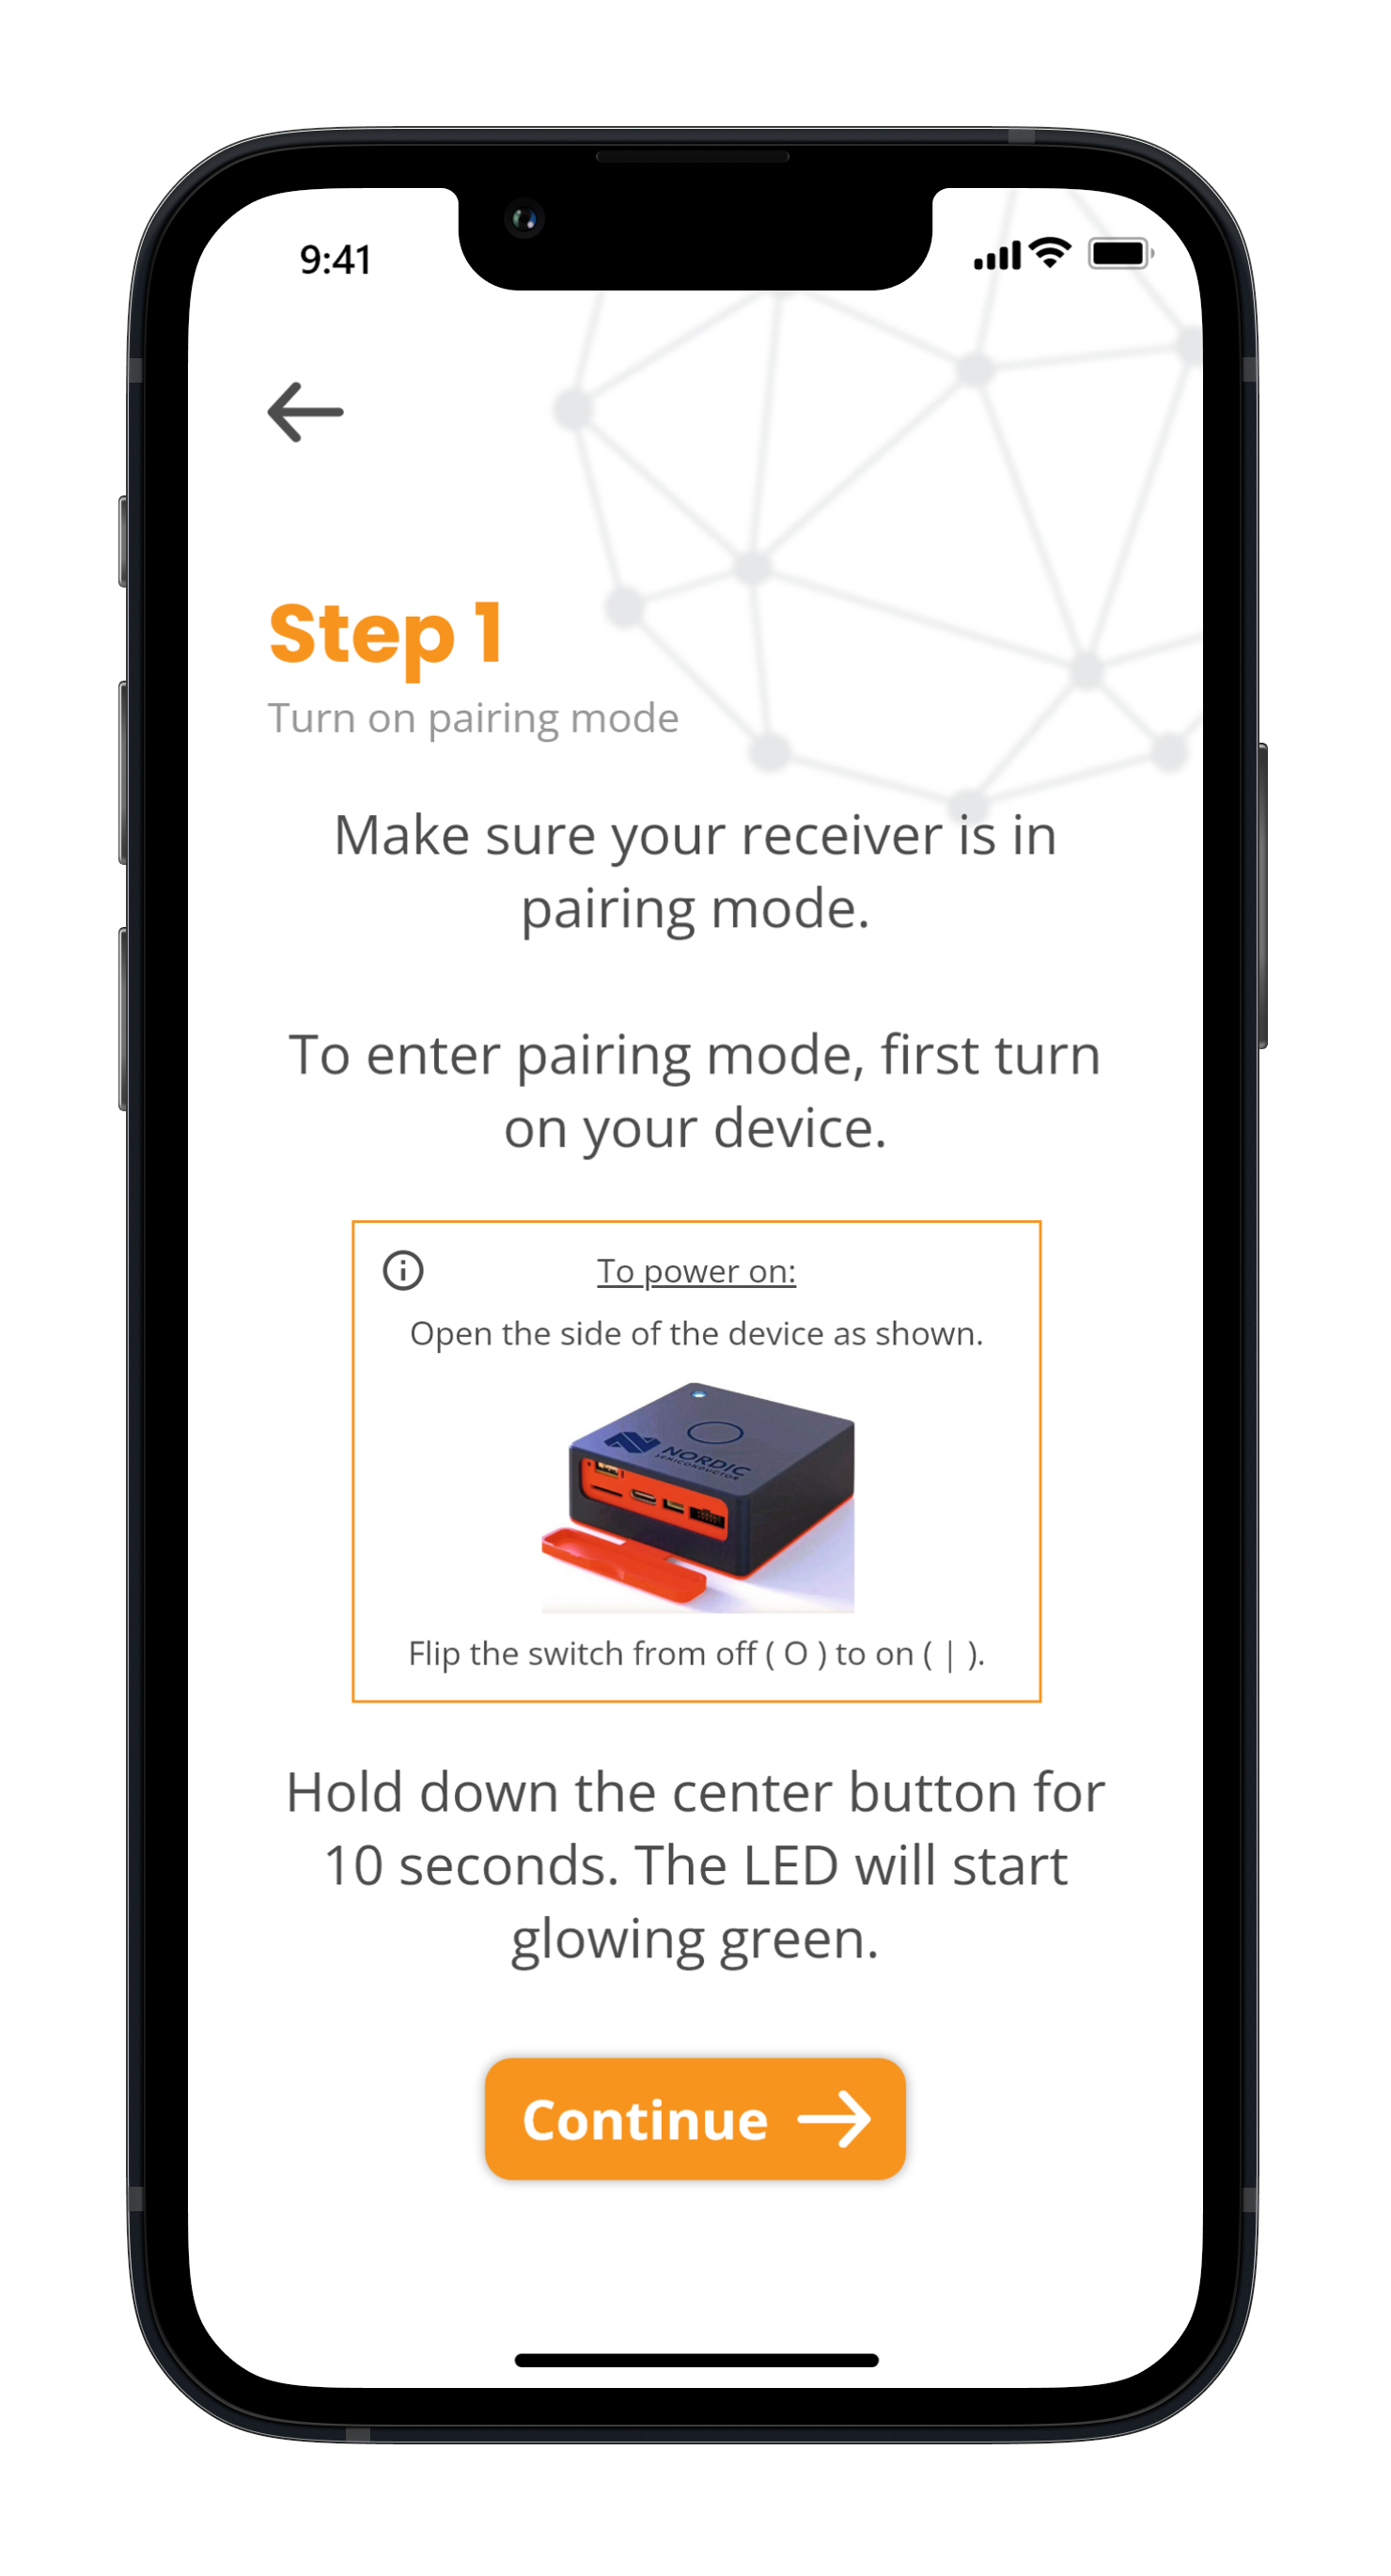 9:41
Step 1
Turn on pairing mode
Make sure your receiver is in
pairing mode.
To enter pairing mode, first turn
on your device.
To power on:
Open the side of the device as shown.
NORDIC
SEMICONDUCTOR
Flip the switch from off ( O ) to on ( | ).
Hold down the center button for
10 seconds. The LED will start
glowing green.
Continue